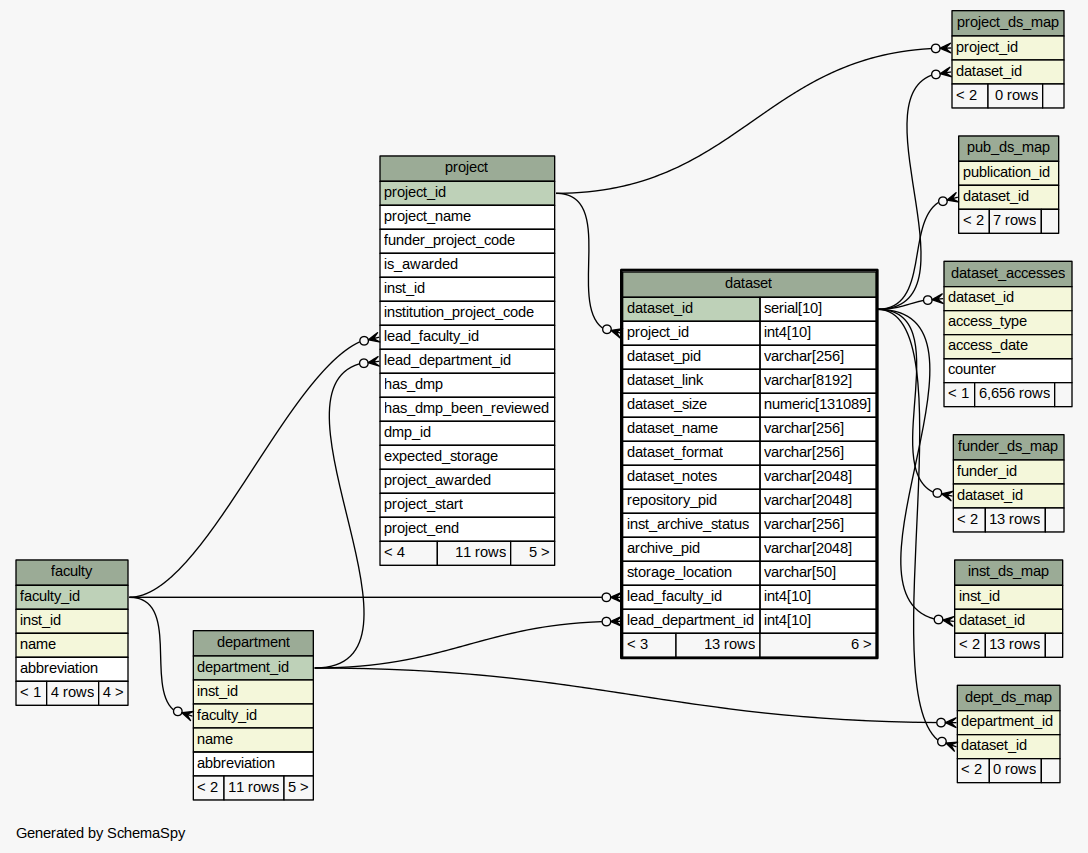 project_ds_map
project_id
dataset_id
< 2 0 rows
pub_ds_map
publication_id
dataset_id
< 2 7 rows
project
project_id
project_name
funder_project_code
is_awarded
inst_id
institution_project_code
lead_faculty_id
lead_department_id
has_dmp
has_dmp_been_reviewed
dmp_id
expected_storage
project_awarded
project_start
project_end
< 4 11 rows 5 >
dataset
dataset_id serial[10]
project_id int4[10]
dataset_pid varchar[256]
dataset_link varchar[8192]
dataset_size numeric[131089]
dataset_name varchar[256]
dataset_format varchar[256]
dataset_notes varchar[2048]
repository_pid varchar[2048]
inst_archive_status varchar[256]
archive_pid varchar[2048]
storage_location varchar[50]
lead_faculty_id int4[10]
lead_department_id int4[10]
< 3 13 rows 6 >
dataset_accesses
dataset_id
access_type
access_date
counter
< 1 6,656 rows
funder_ds_map
funder_id
dataset_id
< 2 13 rows
inst_ds_map
inst_id
dataset_id
< 2 13 rows
dept_ds_map
department_id
dataset_id
< 2 0 rows
faculty
faculty_id
inst_id
name
abbreviation
< 1 4 rows 4 >
department
department_id
inst_id
faculty_id
name
abbreviation
< 2 11 rows 5 >
Generated by SchemaSpy